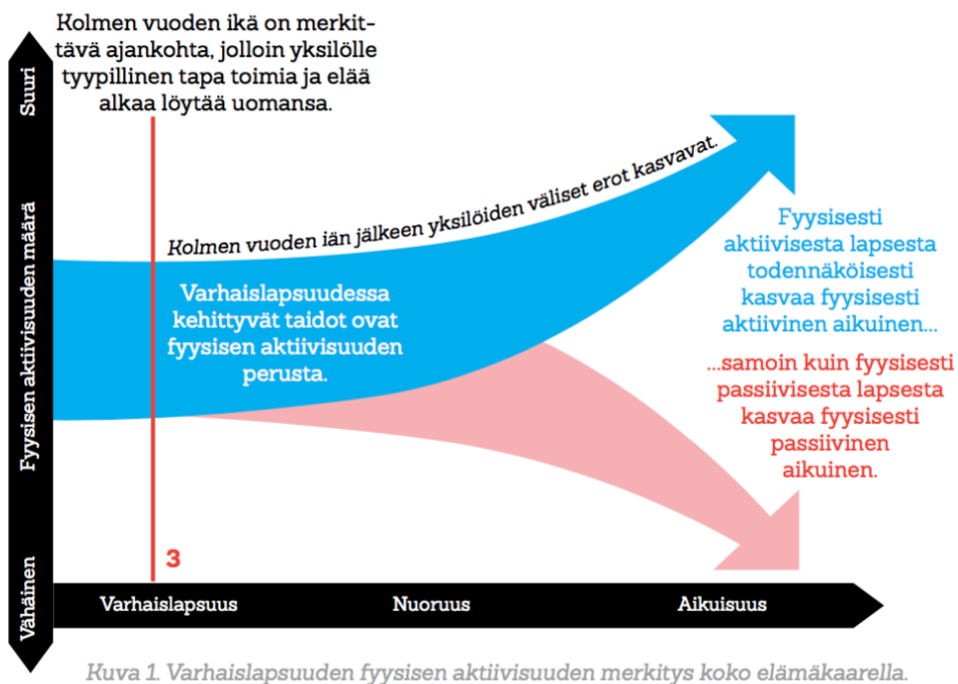 Kolmen vuoden ikä on merkit-
tävä ajankohta, jolloin yksilölle
tyypillinen tapa toimia ja elää
alkaa löytää uomansa.
Suuri
Fyysisen aktiivisuuden määrä
Vähäinen
Kolmen vuoden iän jälkeen yksilöiden väliset erot kasvavat.
Varhaislapsuudessa
kehittyvät taidot ovat
fyysisen aktiivisuuden
perusta.
Fyysisesti
aktiivisesta lapsesta
todennäköisesti
kasvaa fyysisesti
aktiivinen aikuinen...
...samoin kuin fyysisesti
passiivisesta lapsesta
kasvaa fyysisesti
passiivinen
aikuinen.
3
Varhaislapsuus
Nuoruus
Aikuisuus
Kuva 1. Varhaislapsuuden fyysisen aktiivisuuden merkitys koko elämäkaarella.